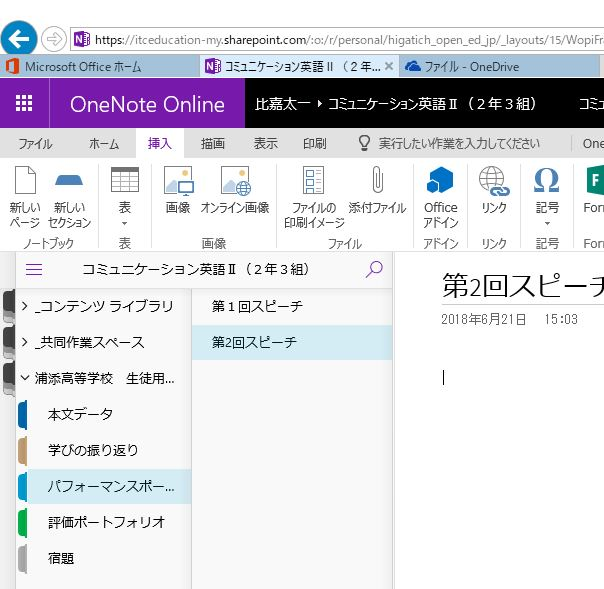 https://itceducation-my.sharepoint.com/:o:/r/personal/higatich_open_ed_jp/_layouts/15/WopiFra
Microsoft Office ホーム
コミュニケーション英語Ⅱ（２年...
ファイル - OneDrive
OneNote Online
比嘉太一 ▸ コミュニケーション英語Ⅱ（２年３組）
コミュ
ファイル ホーム 挿入 描画 表示 印刷 実行したい作業を入力してください One
新しい
ページ
新しい
セクション
表
画像
オンライン画像
ファイルの
印刷イメージ
添付ファイル
Office
アドイン
リンク
記号
For
ノートブック 表 画像 ファイル アドイン リンク 記号 For
コミュニケーション英語Ⅱ（２年３組）
_コンテンツ ライブラリ
_共同作業スペース
浦添高等学校　生徒用...
本文データ
学びの振り返り
パフォーマンスポー...
評価ポートフォリオ
宿題
第１回スピーチ
第2回スピーチ
第2回スピーチ
2018年6月21日 15:03